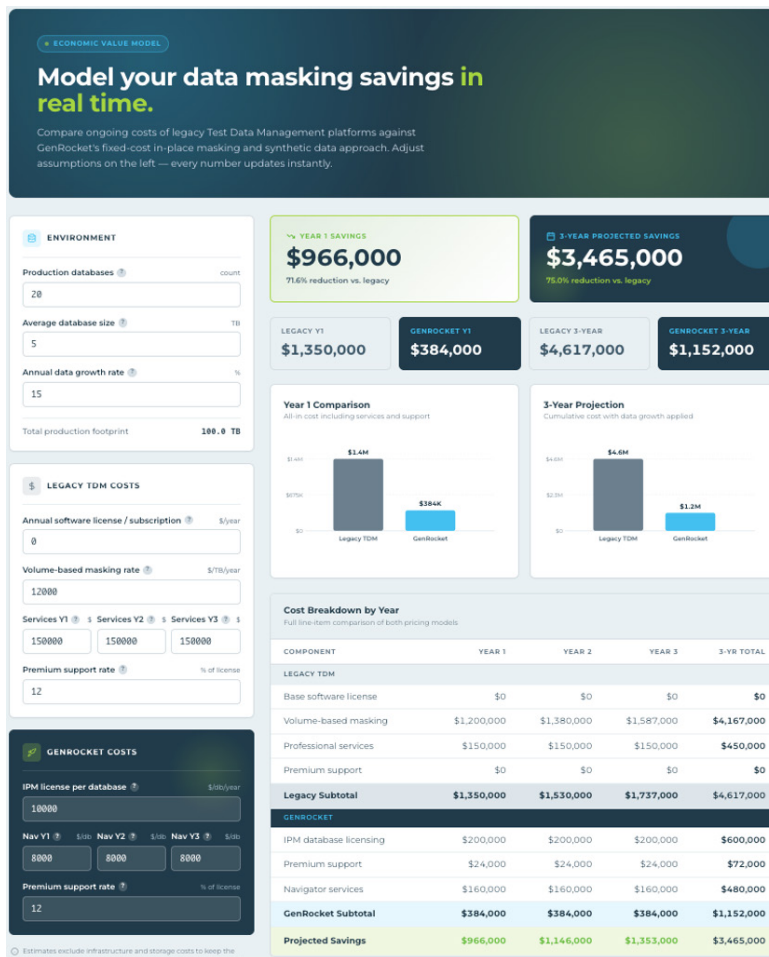 ECONOMIC VALUE MODEL
Model your data masking savings in
real time.
Compare ongoing costs of legacy Test Data Management platforms against
GenRocket's fixed-cost in-place masking and synthetic data approach. Adjust
assumptions on the left — every number updates instantly.
ENVIRONMENT
Production databases ? count
20
Average database size ? TB
5
Annual data growth rate ? %
15
Total production footprint 100.0 TB
LEGACY TDM COSTS
Annual software license / subscription ? $/year
0
Volume-based masking rate ? $/TB/year
12000
Services Y1 ? $ Services Y2 ? $ Services Y3 ? $
150000 150000 150000
Premium support rate ? % of license
12
GENROCKET COSTS
IPM license per database ? $/db/year
10000
Nav Y1 ? $/db Nav Y2 ? $/db Nav Y3 ? $/db
8000 8000 8000
Premium support rate ? % of license
12
Estimates exclude infrastructure and storage costs to keep the
YEAR 1 SAVINGS
$966,000
71.6% reduction vs. legacy
3-YEAR PROJECTED SAVINGS
$3,465,000
75.0% reduction vs. legacy
LEGACY Y1
$1,350,000
GENROCKET Y1
$384,000
LEGACY 3-YEAR
$4,617,000
GENROCKET 3-YEAR
$1,152,000
Year 1 Comparison
All-in cost including services and support
$1.4M
$1.4M
$675K
$384K
$0
Legacy TDM GenRocket
3-Year Projection
Cumulative cost with data growth applied
$4.6M
$4.6M
$1.2M
$0
Legacy TDM GenRocket
Cost Breakdown by Year
Full line-item comparison of both pricing models
COMPONENT YEAR 1 YEAR 2 YEAR 3 3-YR TOTAL
LEGACY TDM
Base software license $0 $0 $0 $0
Volume-based masking $1,200,000 $1,380,000 $1,587,000 $4,167,000
Professional services $150,000 $150,000 $150,000 $450,000
Premium support $0 $0 $0 $0
Legacy Subtotal $1,350,000 $1,530,000 $1,737,000 $4,617,000
GENROCKET
IPM database licensing $200,000 $200,000 $200,000 $600,000
Premium support $24,000 $24,000 $24,000 $72,000
Navigator services $160,000 $160,000 $160,000 $480,000
GenRocket Subtotal $384,000 $384,000 $384,000 $1,152,000
Projected Savings $966,000 $1,146,000 $1,353,000 $3,465,000